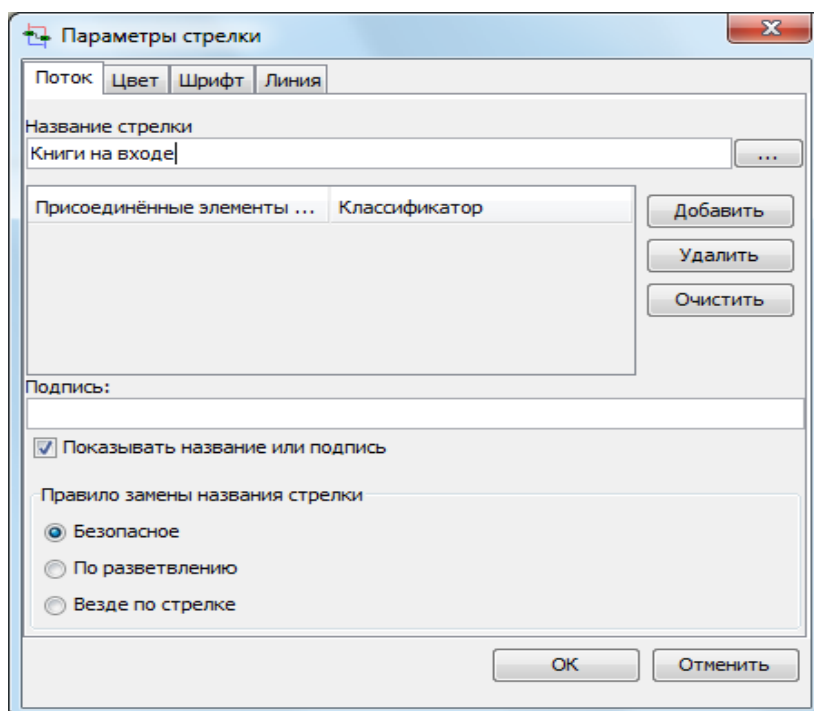 Параметры стрелки
Поток Цвет Шрифт Линия
Название стрелки
Книги на входе ...
Присоединённые элементы ... Классификатор
Добавить
Удалить
Очистить
Подпись:
Показывать название или подпись
Правило замены названия стрелки
Безопасное
По разветвлению
Везде по стрелке
OK Отменить